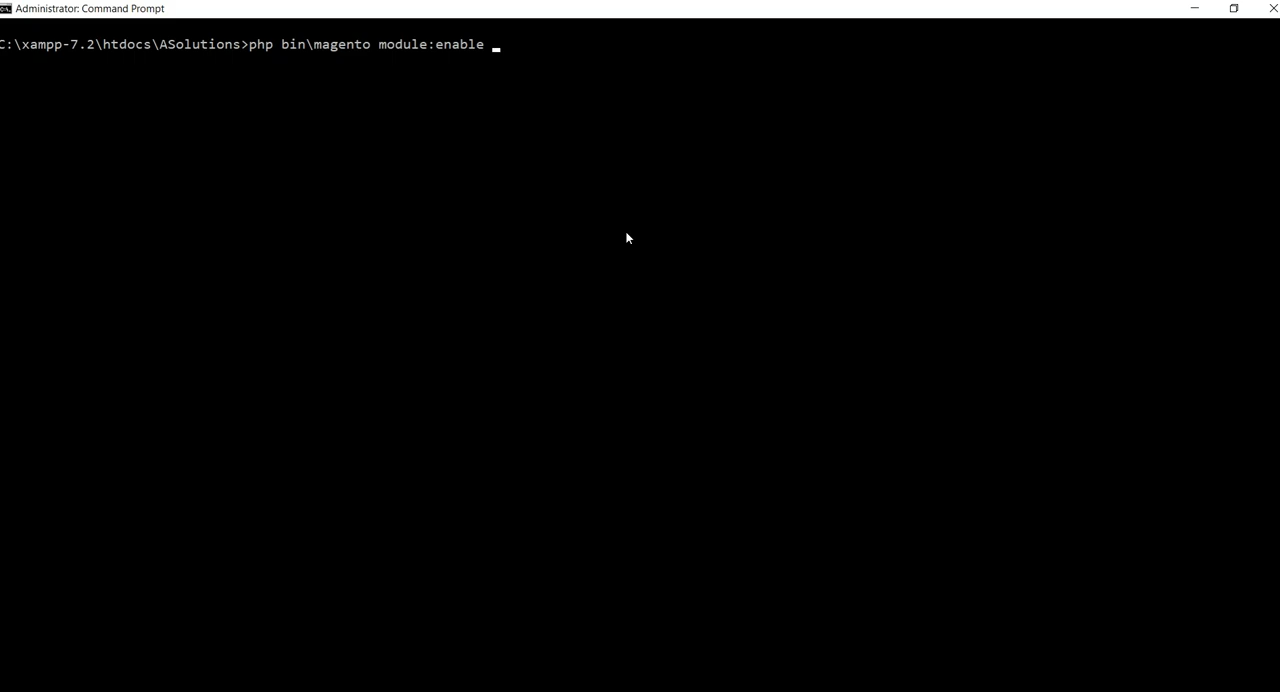 Administrator: Command Prompt
C:\xampp-7.2\htdocs\ASolutions>php bin\magento module:enable